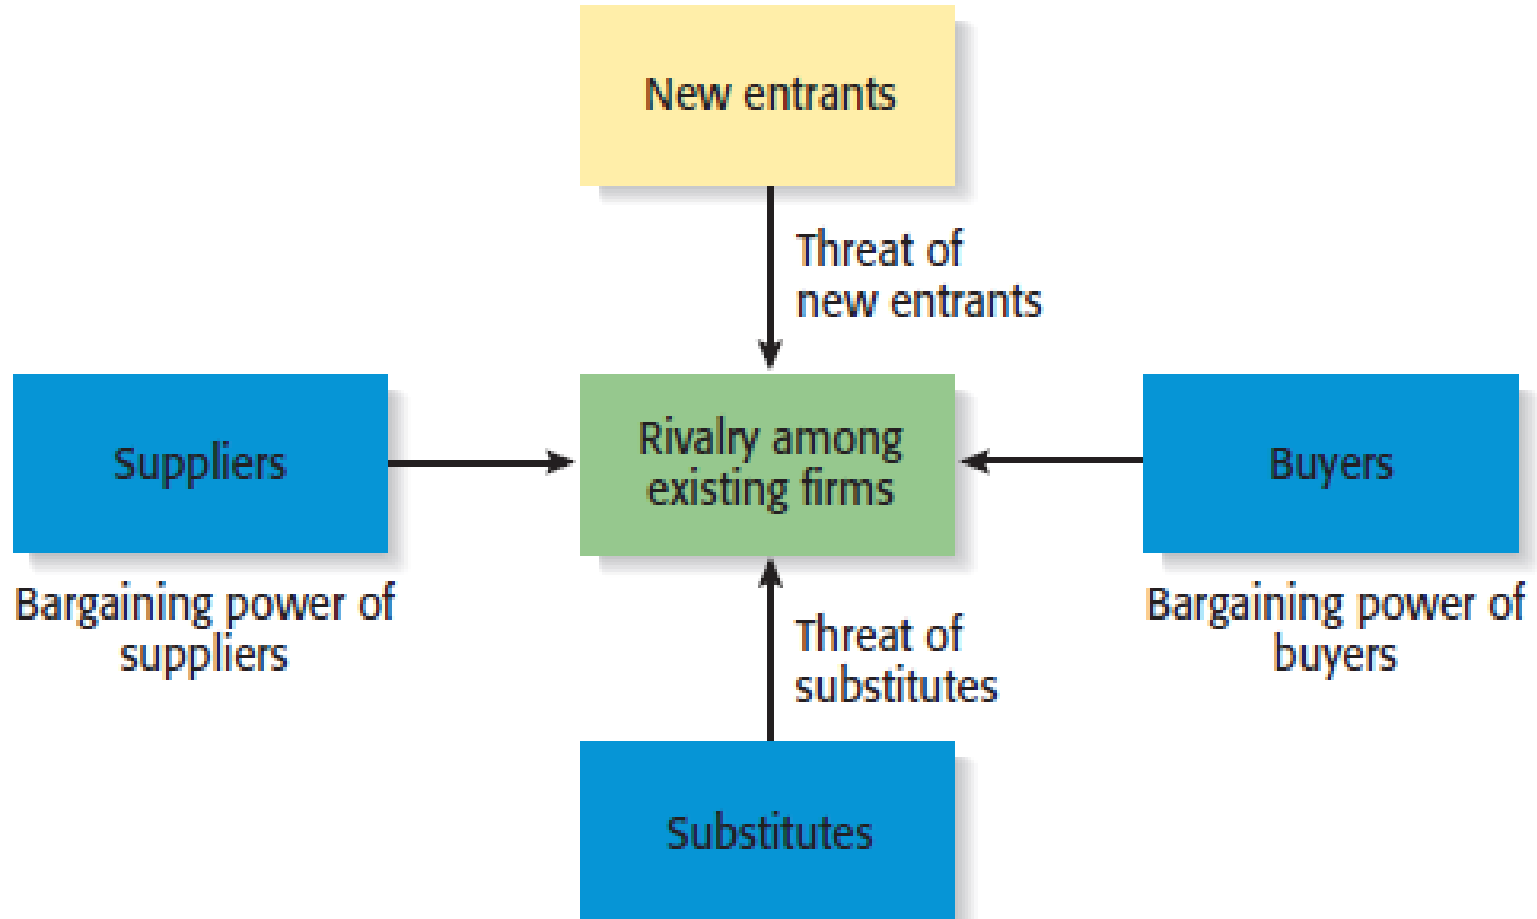 New entrants
Threat of
new entrants
Suppliers
Rivalry among
existing firms
Buyers
Bargaining power of
suppliers
Threat of
substitutes
Bargaining power of
buyers
Substitutes